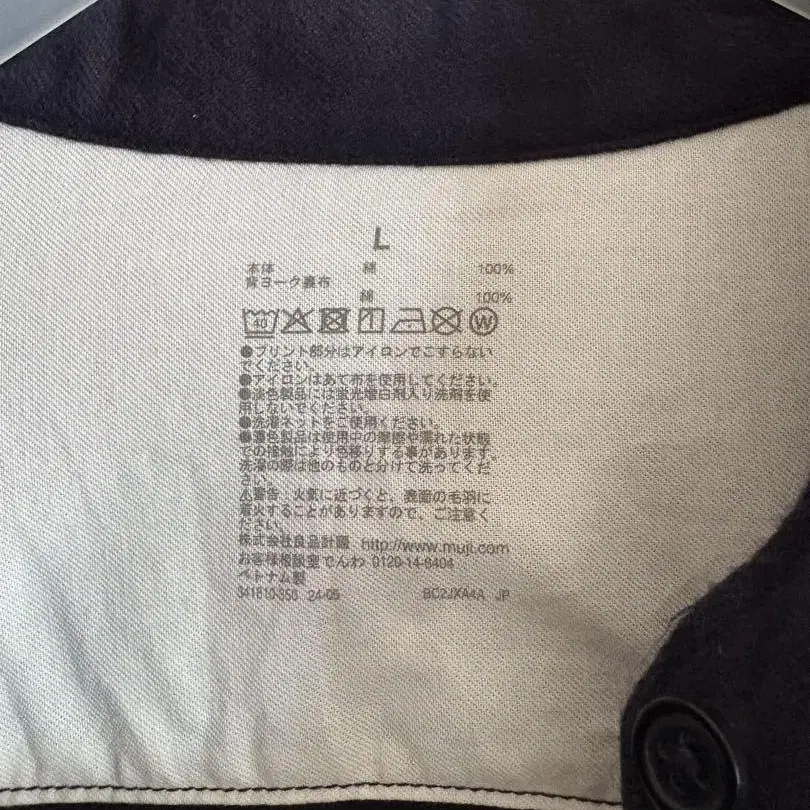 L
本体 綿 100%
背ヨーク裏布
綿 100%
40
W
●プリント部分はアイロンでこすらない
でください。
●アイロンはあて布を使用してください。
●淡色製品には蛍光増白剤入り洗剤を使
用しないでください。
●洗濯ネットをご使用ください。
●濃色製品は使用中の摩擦や濡れた状態
での接触により色移りする事があります。
洗濯の際は他のものと分けて洗ってくだ
さい。
⚠警告:火気に近づくと、表面の毛羽に
着火することがありますので、ご注意く
ださい。
株式会社良品計画 http://www.muji.com
お客様相談室でんわ 0120-14-6404
ベトナム製
341810-350 24-05 BC2JXA4A JP